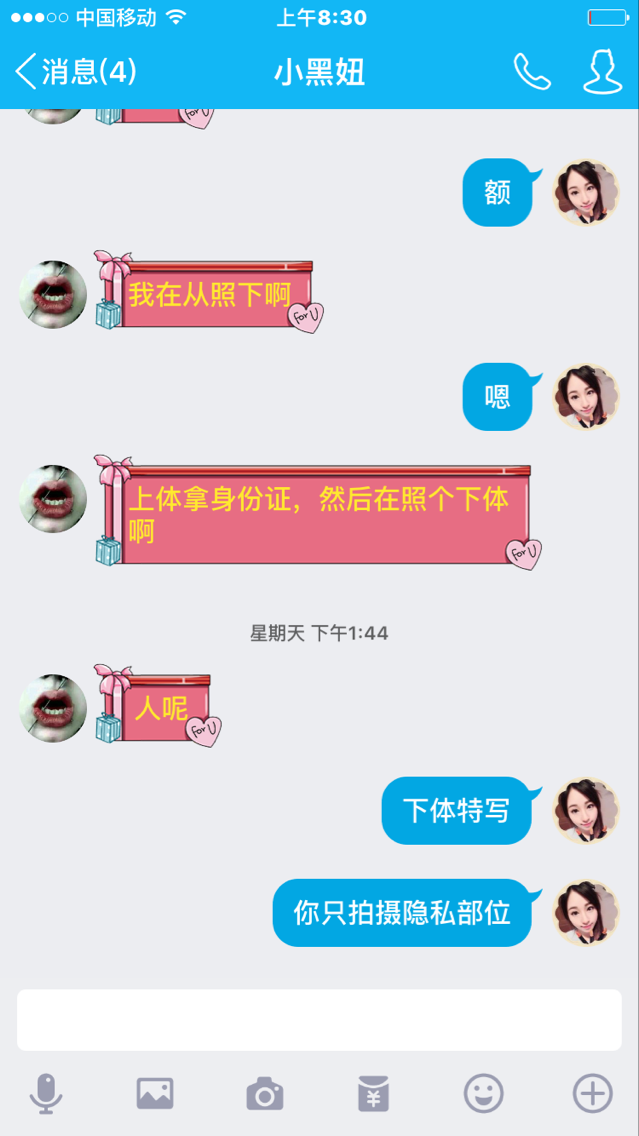 中国移动 上午8:30
消息(4) 小黑妞
for U
额
我在从照下啊
for U
嗯
上体拿身份证，然后在照个下体
啊
for U
星期天 下午1:44
人呢
for U
下体特写
你只拍摄隐私部位
¥